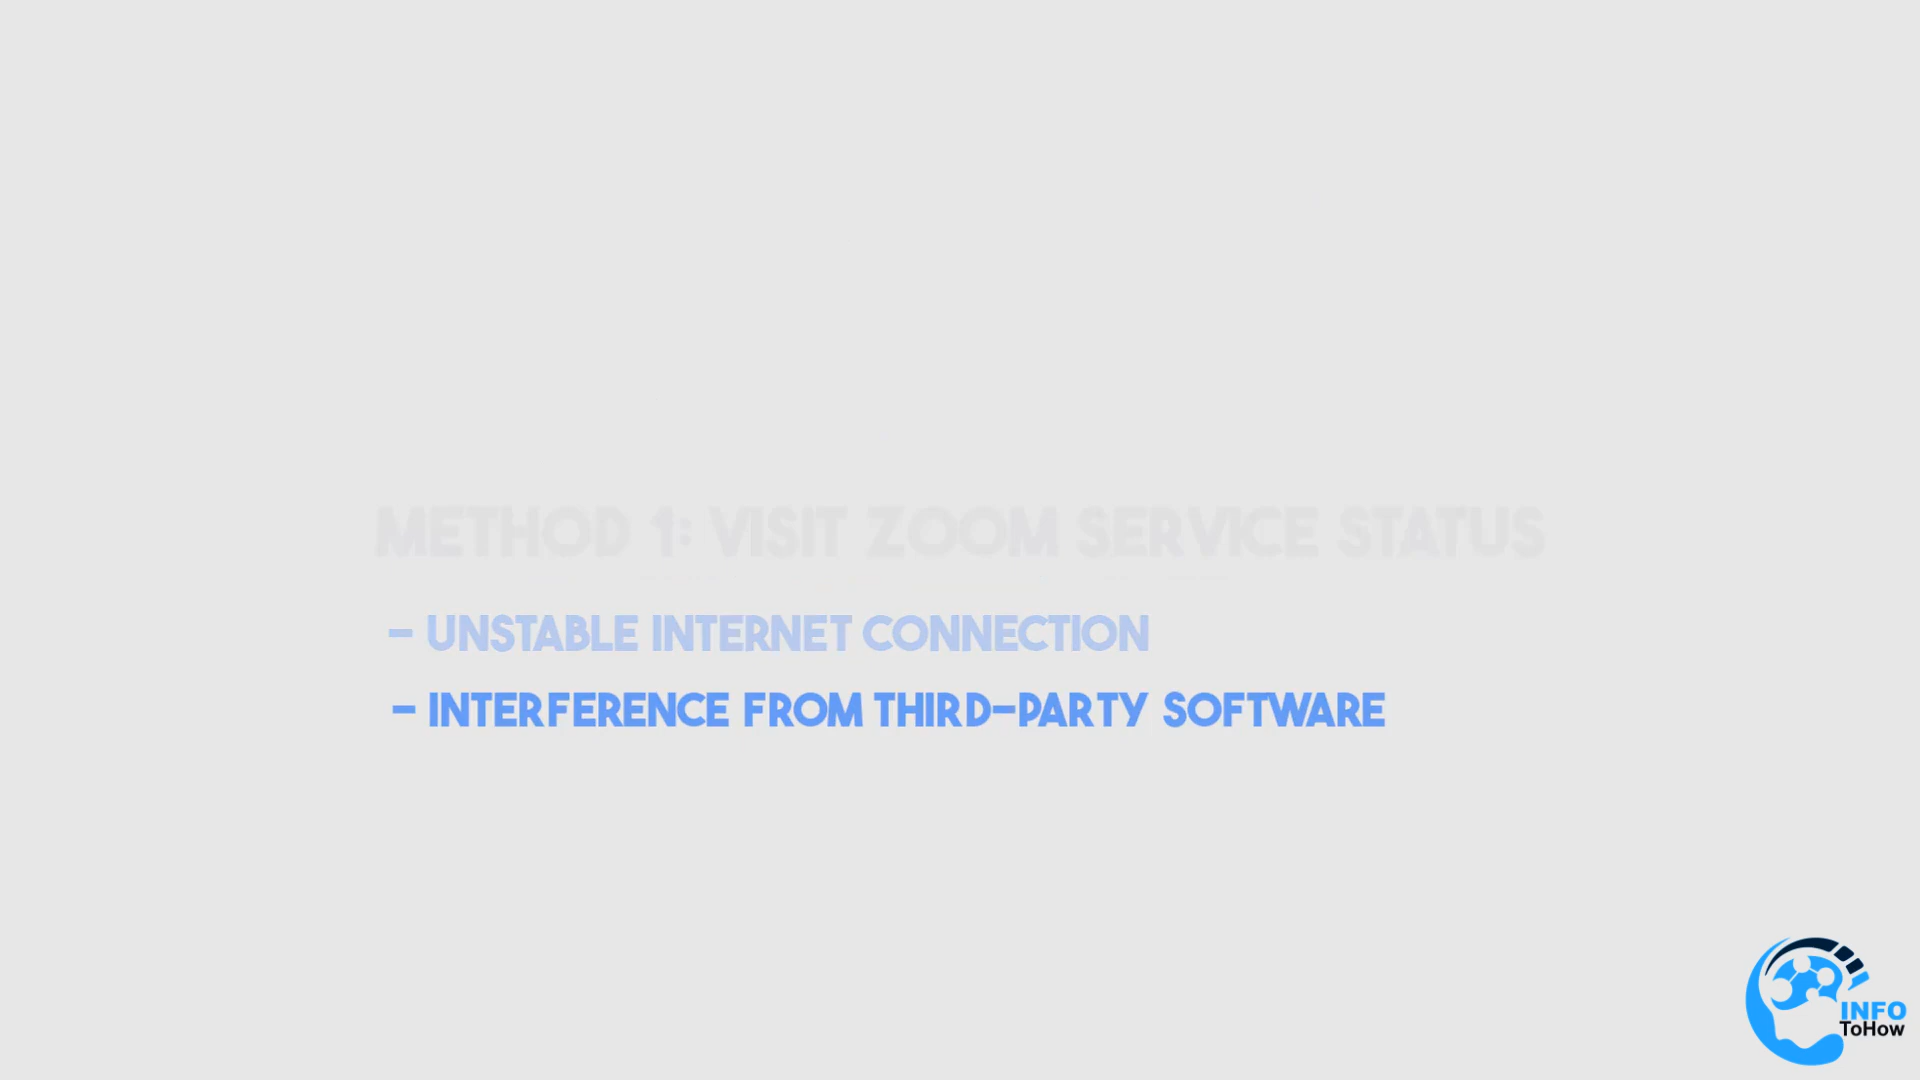 METHOD 1: VISIT ZOOM SERVICE STATUS
- UNSTABLE INTERNET CONNECTION
- INTERFERENCE FROM THIRD-PARTY SOFTWARE
INFO
ToHow